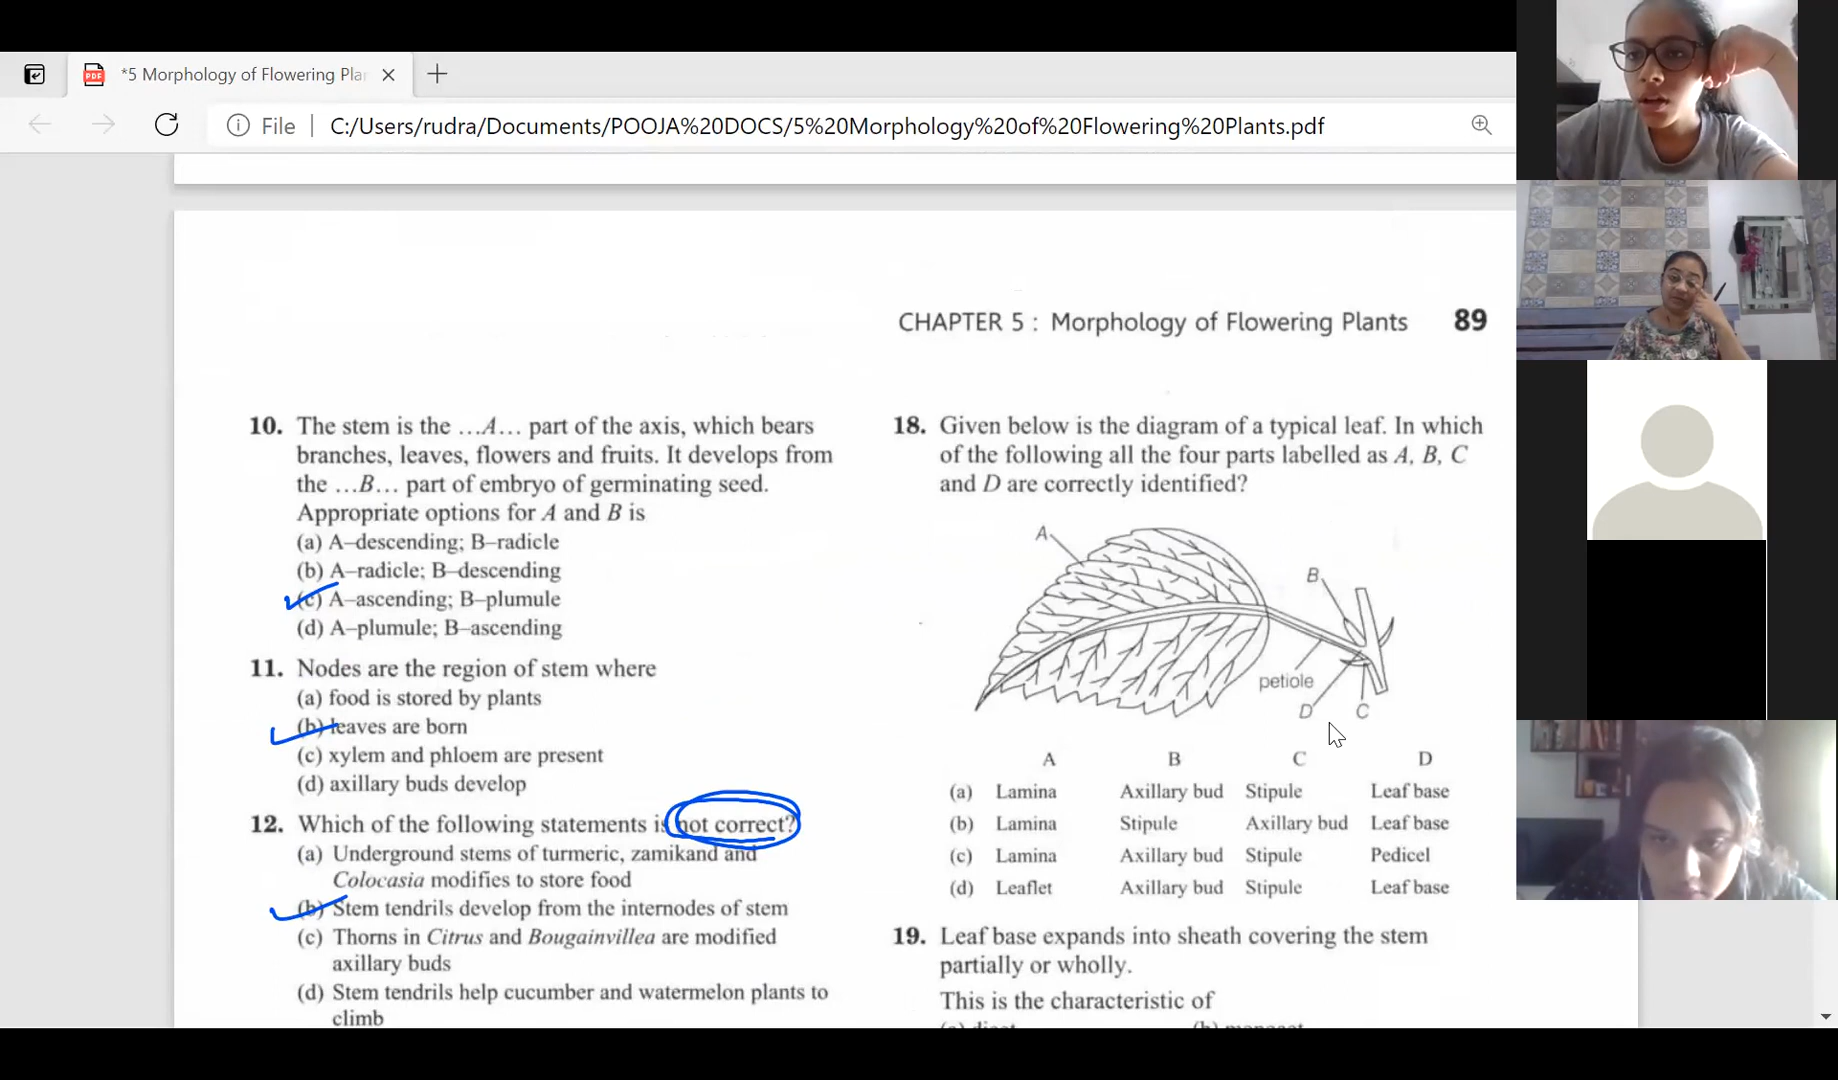 *5 Morphology of Flowering Pla
File
C:/Users/rudra/Documents/POOJA%20DOCS/5%20Morphology%20of%20Flowering%20Plants.pdf
CHAPTER 5 : Morphology of Flowering Plants 89
10. The stem is the ...A... part of the axis, which bears
branches, leaves, flowers and fruits. It develops from
the ...B... part of embryo of germinating seed.
Appropriate options for A and B is
(a) A–descending; B–radicle
(b) A–radicle; B–descending
(c) A–ascending; B–plumule
(d) A–plumule; B–ascending
11. Nodes are the region of stem where
(a) food is stored by plants
(b) leaves are born
(c) xylem and phloem are present
(d) axillary buds develop
12. Which of the following statements is not correct?
(a) Underground stems of turmeric, zamikand and
Colocasia modifies to store food
(b) Stem tendrils develop from the internodes of stem
(c) Thorns in Citrus and Bougainvillea are modified
axillary buds
(d) Stem tendrils help cucumber and watermelon plants to
climb
18. Given below is the diagram of a typical leaf. In which
of the following all the four parts labelled as A, B, C
and D are correctly identified?
A
B
petiole
D C
A B C D
(a) Lamina Axillary bud Stipule Leaf base
(b) Lamina Stipule Axillary bud Leaf base
(c) Lamina Axillary bud Stipule Pedicel
(d) Leaflet Axillary bud Stipule Leaf base
19. Leaf base expands into sheath covering the stem
partially or wholly.
This is the characteristic of